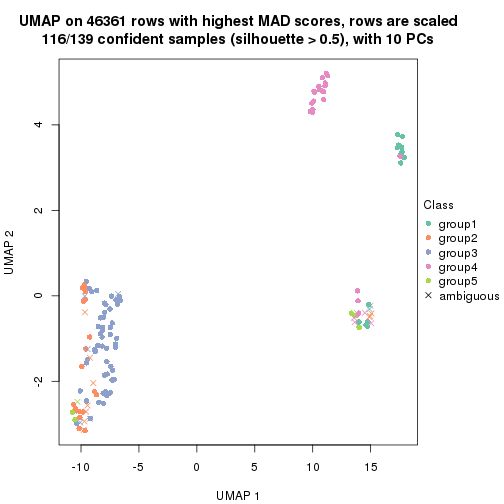 UMAP on 46361 rows with highest MAD scores, rows are scaled
116/139 confident samples (silhouette > 0.5), with 10 PCs
4
2
0
-2
UMAP 2
-10
-5
0
5
10
15
UMAP 1
Class
group1
group2
group3
group4
group5
ambiguous